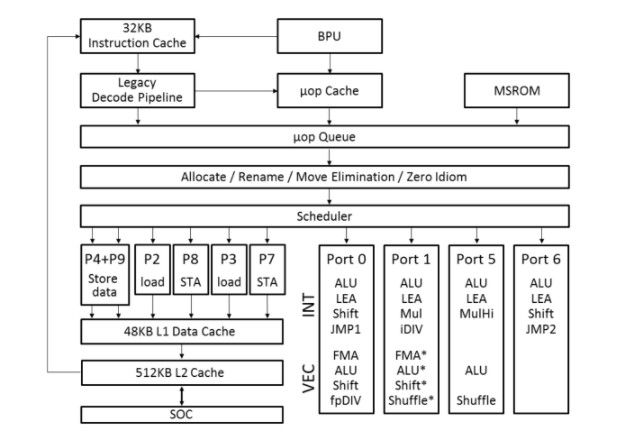 32KB
Instruction Cache
BPU
Legacy
Decode Pipeline
μop Cache
MSROM
μop Queue
Allocate / Rename / Move Elimination / Zero Idiom
Scheduler
P4+P9
Store
data
P2
load
P8
STA
P3
load
P7
STA
48KB L1 Data Cache
512KB L2 Cache
SOC
INT
VEC
Port 0
ALU
LEA
Shift
JMP1
FMA
ALU
Shift
fpDIV
Port 1
ALU
LEA
Mul
iDIV
FMA*
ALU*
Shift*
Shuffle*
Port 5
ALU
LEA
MulHi
ALU
Shuffle
Port 6
ALU
LEA
Shift
JMP2